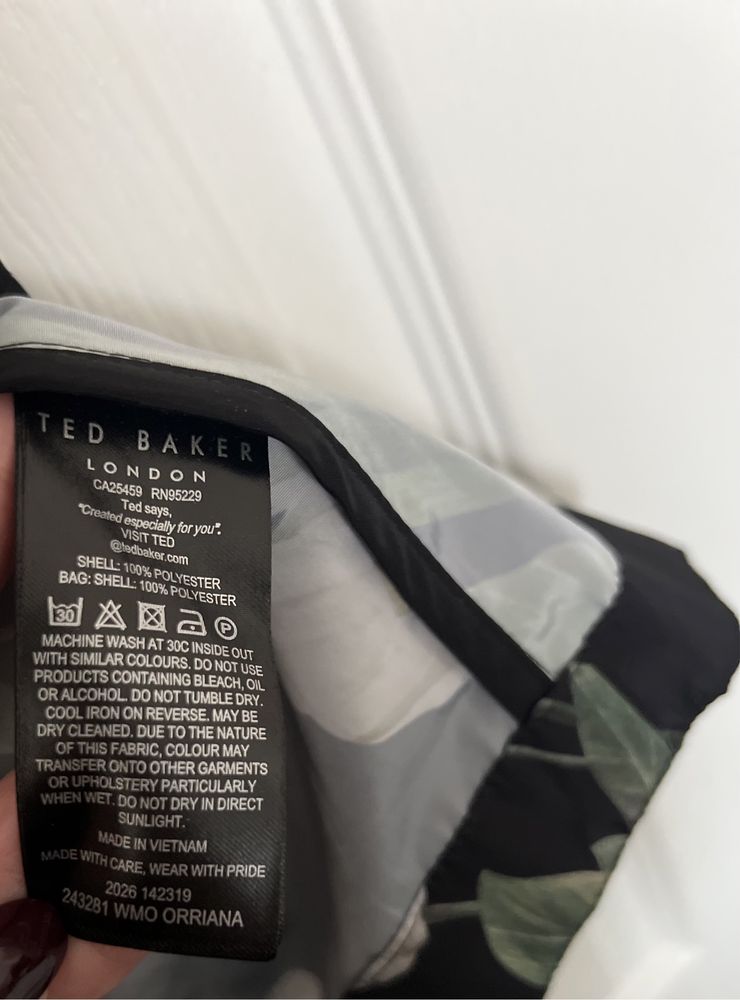 TED BAKER
LONDON
CA25459 RN95229
Ted says,
"Created especially for you".
VISIT TED
@tedbaker.com
SHELL: 100% POLYESTER
BAG: SHELL: 100% POLYESTER
30 P
MACHINE WASH AT 30C INSIDE OUT
WITH SIMILAR COLOURS. DO NOT USE
PRODUCTS CONTAINING BLEACH, OIL
OR ALCOHOL. DO NOT TUMBLE DRY.
COOL IRON ON REVERSE. MAY BE
DRY CLEANED. DUE TO THE NATURE
OF THIS FABRIC, COLOUR MAY
TRANSFER ONTO OTHER GARMENTS
OR UPHOLSTERY PARTICULARLY
WHEN WET. DO NOT DRY IN DIRECT
SUNLIGHT.
MADE IN VIETNAM
MADE WITH CARE, WEAR WITH PRIDE
2026 142319
243281 WMO ORRIANA